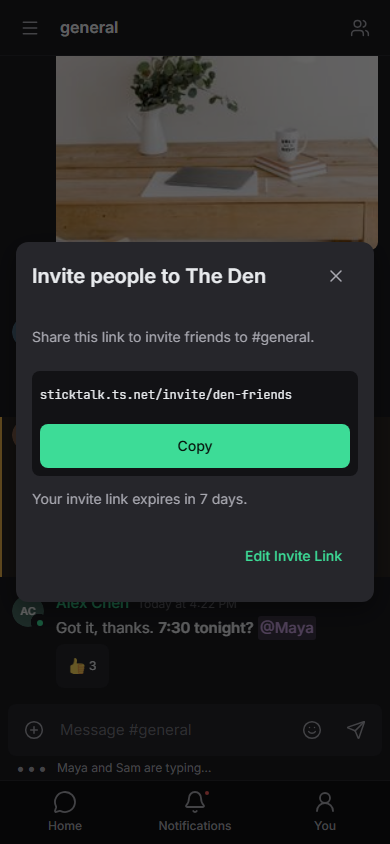 general
Invite people to The Den
Share this link to invite friends to #general.
sticktalk.ts.net/invite/den-friends
Copy
Your invite link expires in 7 days.
Edit Invite Link
AC
Alex Chen Today at 4:22 PM
Got it, thanks. 7:30 tonight? @Maya
👍 3
Message #general
Maya and Sam are typing...
Home
Notifications
You